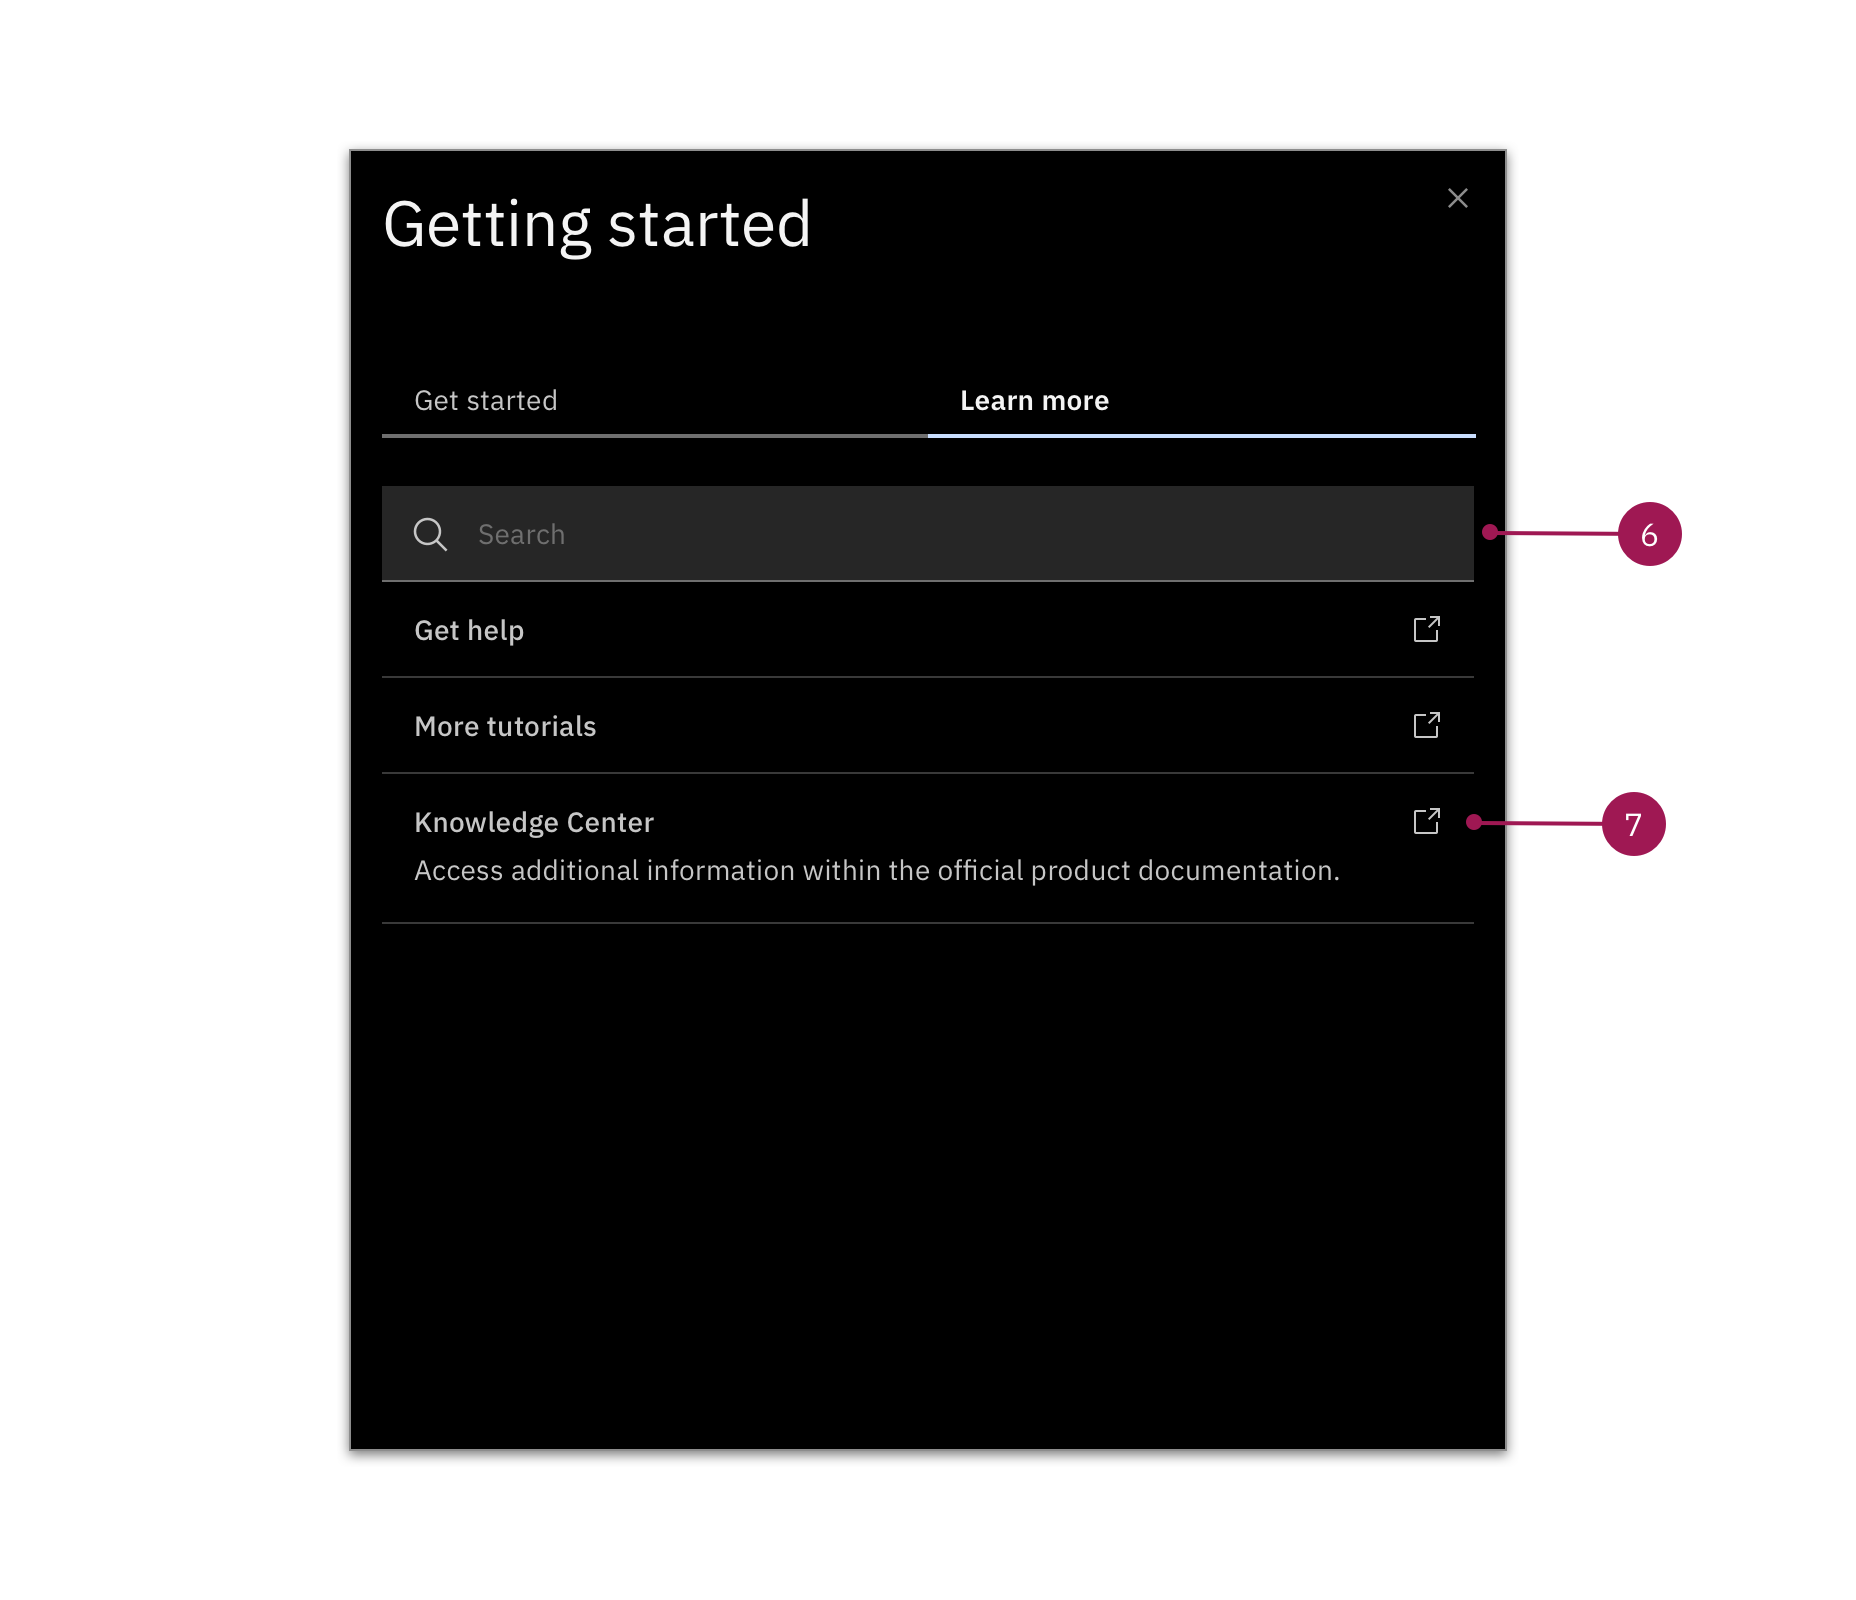 Getting started
Get started
Learn more
Search
6
Get help
More tutorials
Knowledge Center
7
Access additional information within the official product documentation.